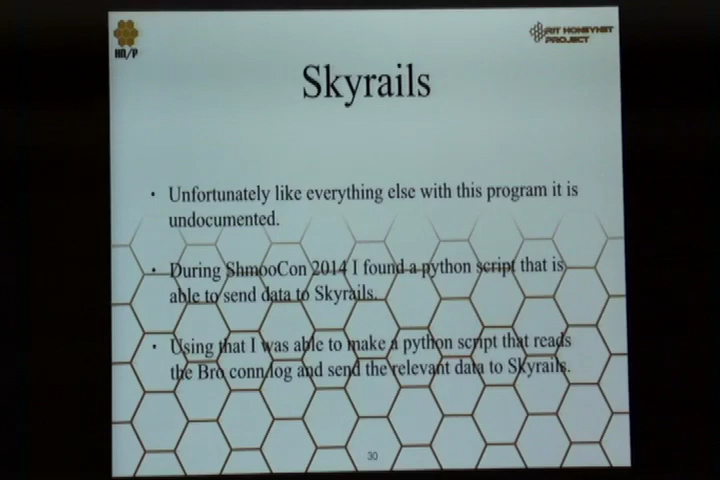 HП/P
RIT HONEYNET
PROJECT
Skyrails
• Unfortunately like everything else with this program it is
undocumented.
• During ShmooCon 2014 I found a python script that is
able to send data to Skyrails.
• Using that I was able to make a python script that reads
the Bro conn.log and send the relevant data to Skyrails.
30